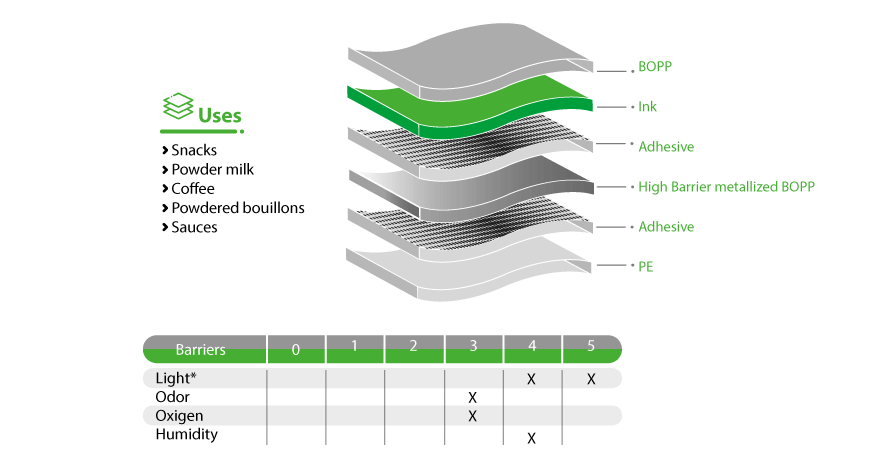 BOPP
Ink
Adhesive
High Barrier metallized BOPP
Adhesive
PE
Uses
Snacks
Powder milk
Coffee
Powdered bouillons
Sauces
Barriers 0 1 2 3 4 5
Light* X X
Odor X
Oxigen X
Humidity X